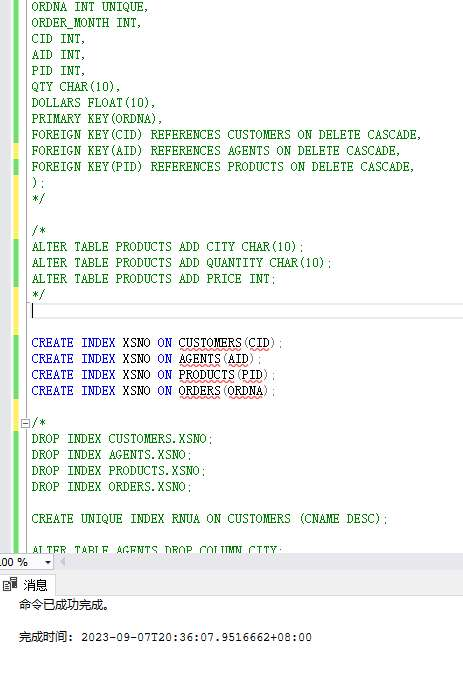 ORDNA INT UNIQUE,
ORDER_MONTH INT,
CID INT,
AID INT,
PID INT,
QTY CHAR(10),
DOLLARS FLOAT(10),
PRIMARY KEY(ORDNA),
FOREIGN KEY(CID) REFERENCES CUSTOMERS ON DELETE CASCADE,
FOREIGN KEY(AID) REFERENCES AGENTS ON DELETE CASCADE,
FOREIGN KEY(PID) REFERENCES PRODUCTS ON DELETE CASCADE,
);
*/
/*
ALTER TABLE PRODUCTS ADD CITY CHAR(10);
ALTER TABLE PRODUCTS ADD QUANTITY CHAR(10);
ALTER TABLE PRODUCTS ADD PRICE INT;
*/
CREATE INDEX XSNO ON CUSTOMERS(CID);
CREATE INDEX XSNO ON AGENTS(AID);
CREATE INDEX XSNO ON PRODUCTS(PID);
CREATE INDEX XSNO ON ORDERS(ORDNA);
/*
DROP INDEX CUSTOMERS.XSNO;
DROP INDEX AGENTS.XSNO;
DROP INDEX PRODUCTS.XSNO;
DROP INDEX ORDERS.XSNO;
CREATE UNIQUE INDEX RNUA ON CUSTOMERS (CNAME DESC);
ALTER TABLE AGENTS DROP COLUMN CITY;
00 %
消息
命令已成功完成。
完成时间: 2023-09-07T20:36:07.9516662+08:00